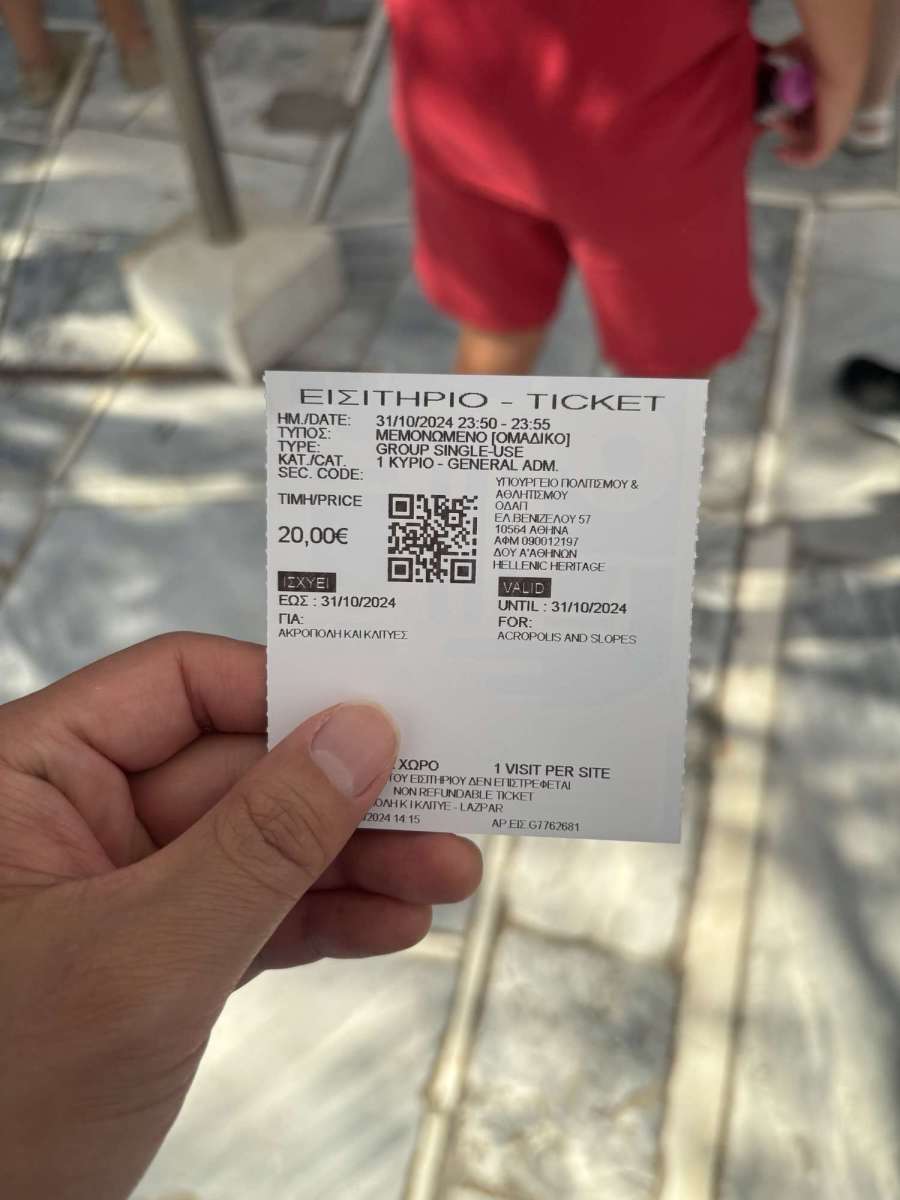 ΕΙΣΙΤΗΡΙΟ - TICKET
ΗΜ./DATE: 31/10/2024 23:50 - 23:55
ΤΥΠΟΣ: ΜΕΜΟΝΩΜΕΝΟ [ΟΜΑΔΙΚΟ]
TYPE: GROUP SINGLE-USE
ΚΑΤ./CAT. 1 ΚΥΡΙΟ - GENERAL ADM.
SEC. CODE:
ΤΙΜΗ/PRICE
20,00€
ΥΠΟΥΡΓΕΙΟ ΠΟΛΙΤΙΣΜΟΥ &
ΑΘΛΗΤΙΣΜΟΥ
ΟΔΑΠ
ΕΛ.ΒΕΝΙΖΕΛΟΥ 57
10564 ΑΘΗΝΑ
ΑΦΜ 090012197
ΔΟΥ Α'ΑΘΗΝΩΝ
HELLENIC HERITAGE
ΙΣΧΥΕΙ
ΕΩΣ : 31/10/2024
ΓΙΑ:
ΑΚΡΟΠΟΛΗ ΚΑΙ ΚΛΙΤΥΕΣ
VALID
UNTIL : 31/10/2024
FOR:
ACROPOLIS AND SLOPES
ΧΩΡΟ 1 VISIT PER SITE
ΤΟΥ ΕΙΣΙΤΗΡΙΟΥ ΔΕΝ ΕΠΙΣΤΡΕΦΕΤΑΙ
NON REFUNDABLE TICKET
ΚΛΙΤΥΕ - LAZPAR
/2024 14:15 ΑΡ.ΕΙΣ.G7762681